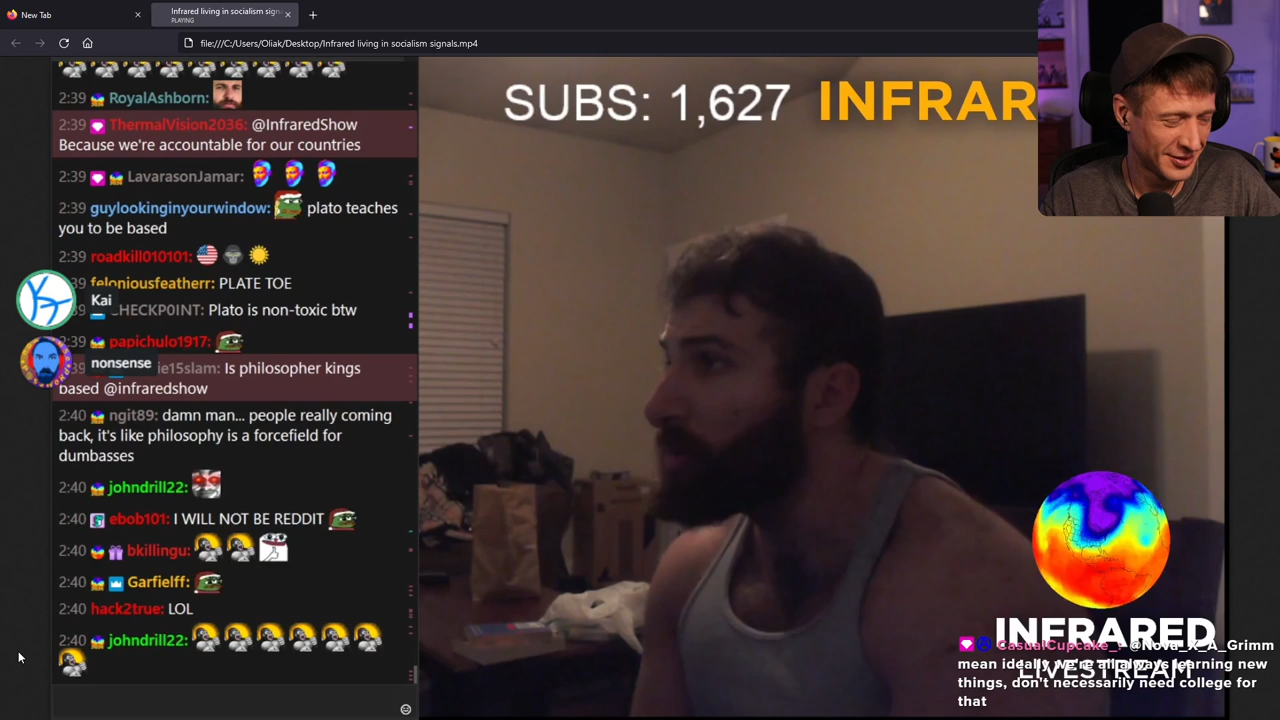 New Tab
Infrared living in socialism sign
PLAYING
file:///C:/Users/Oliak/Desktop/Infrared living in socialism signals.mp4
2:39 RoyalAshborn:
2:39 ThermalVision2036: @InfraredShow
Because we're accountable for our countries
2:39 LavarasonJamar:
2:39 guylookinginyourwindow: plato teaches
you to be based
2:39 roadkill010101:
feloniousfeatherr: PLATE TOE
Kai
CHECKP0INT: Plato is non-toxic btw
2:39 papichulo1917:
nonsense
ie15slam: Is philosopher kings
based @infraredshow
2:40 ngit89: damn man... people really coming
back, it's like philosophy is a forcefield for
dumbasses
2:40 johndrill22:
2:40 ebob101: I WILL NOT BE REDDIT
2:40 bkillingu:
2:40 Garfielff:
2:40 hack2true: LOL
2:40 johndrill22:
SUBS: 1,627 INFRAR
INFRARED
LIVESTREAM
CasualCupcake_: @Nova_X_A_Grimm
mean ideally we're all always learning new
things, don't necessarily need college for
that